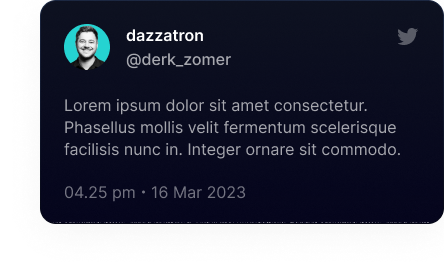 dazzatron
@derk_zomer
Lorem ipsum dolor sit amet consectetur.
Phasellus mollis velit fermentum scelerisque
facilisis nunc in. Integer ornare sit commodo.
04.25 pm · 16 Mar 2023